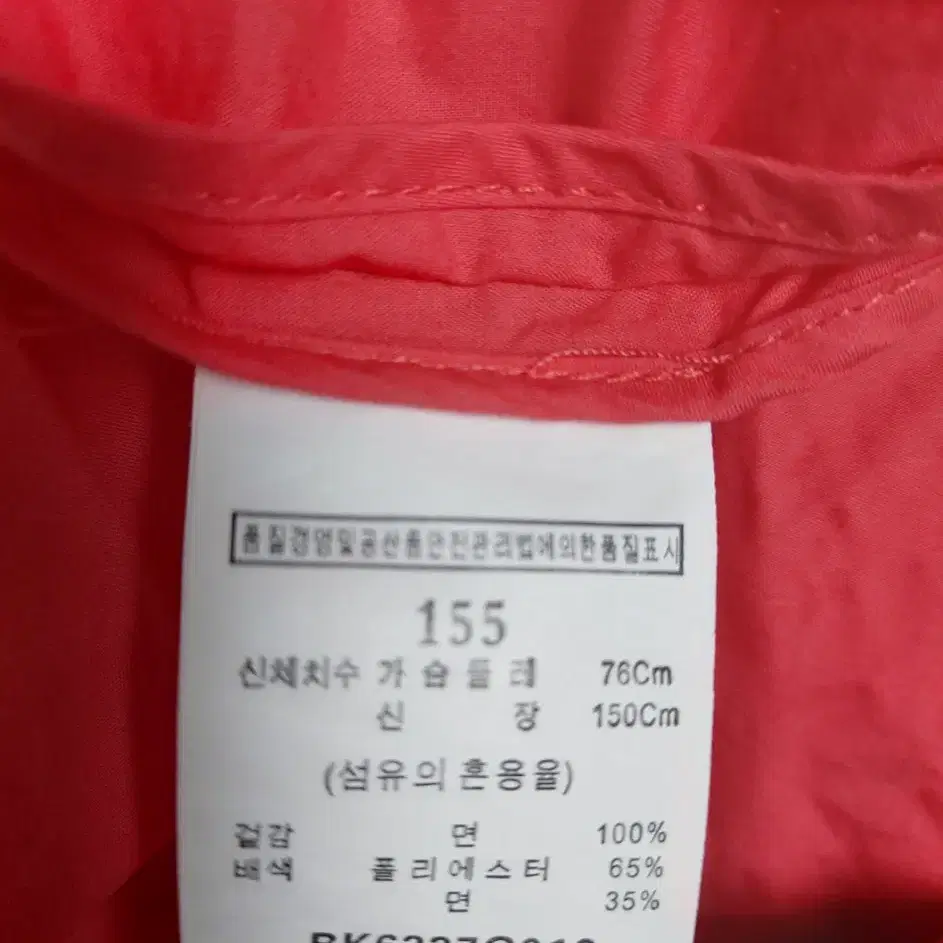 품질경영및공산품안전관리법에의한품질표시
155
신체치수 가슴둘레 76Cm
신 장 150Cm
(섬유의 혼용율)
겉감 면 100%
배색 폴리에스터 65%
면 35%